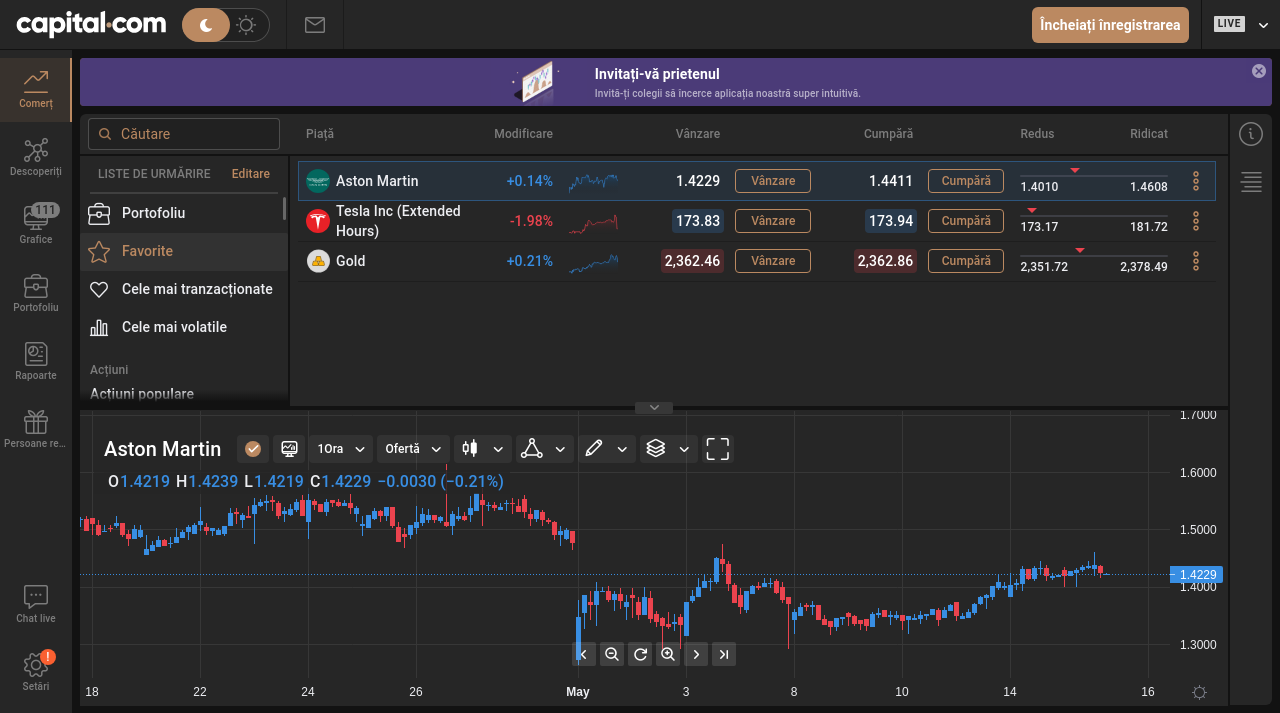 capital.com
Încheiați înregistrarea
LIVE
Invitați-vă prietenul
Invită-ți colegii să încerce aplicația noastră super intuitivă.
Comerț
Descoperiți
111
Grafice
Portofoliu
Rapoarte
Persoane re...
Chat live
!
Setări
Căutare
LISTE DE URMĂRIRE
Editare
Portofoliu
Favorite
Cele mai tranzacționate
Cele mai volatile
Acțiuni
Acțiuni populare
Piață Modificare Vânzare Cumpără Redus Ridicat
Aston Martin +0.14% 1.4229 Vânzare 1.4411 Cumpără 1.4010 1.4608
Tesla Inc (Extended
Hours) -1.98% 173.83 Vânzare 173.94 Cumpără 173.17 181.72
Gold +0.21% 2,362.46 Vânzare 2,362.86 Cumpără 2,351.72 2,378.49
Aston Martin 1Ora Ofertă
O1.4219 H1.4239 L1.4219 C1.4229 −0.0030 (−0.21%)
1.7000
1.6000
1.5000
1.4229
1.4000
1.3000
18 22 24 26 May 3 8 10 14 16